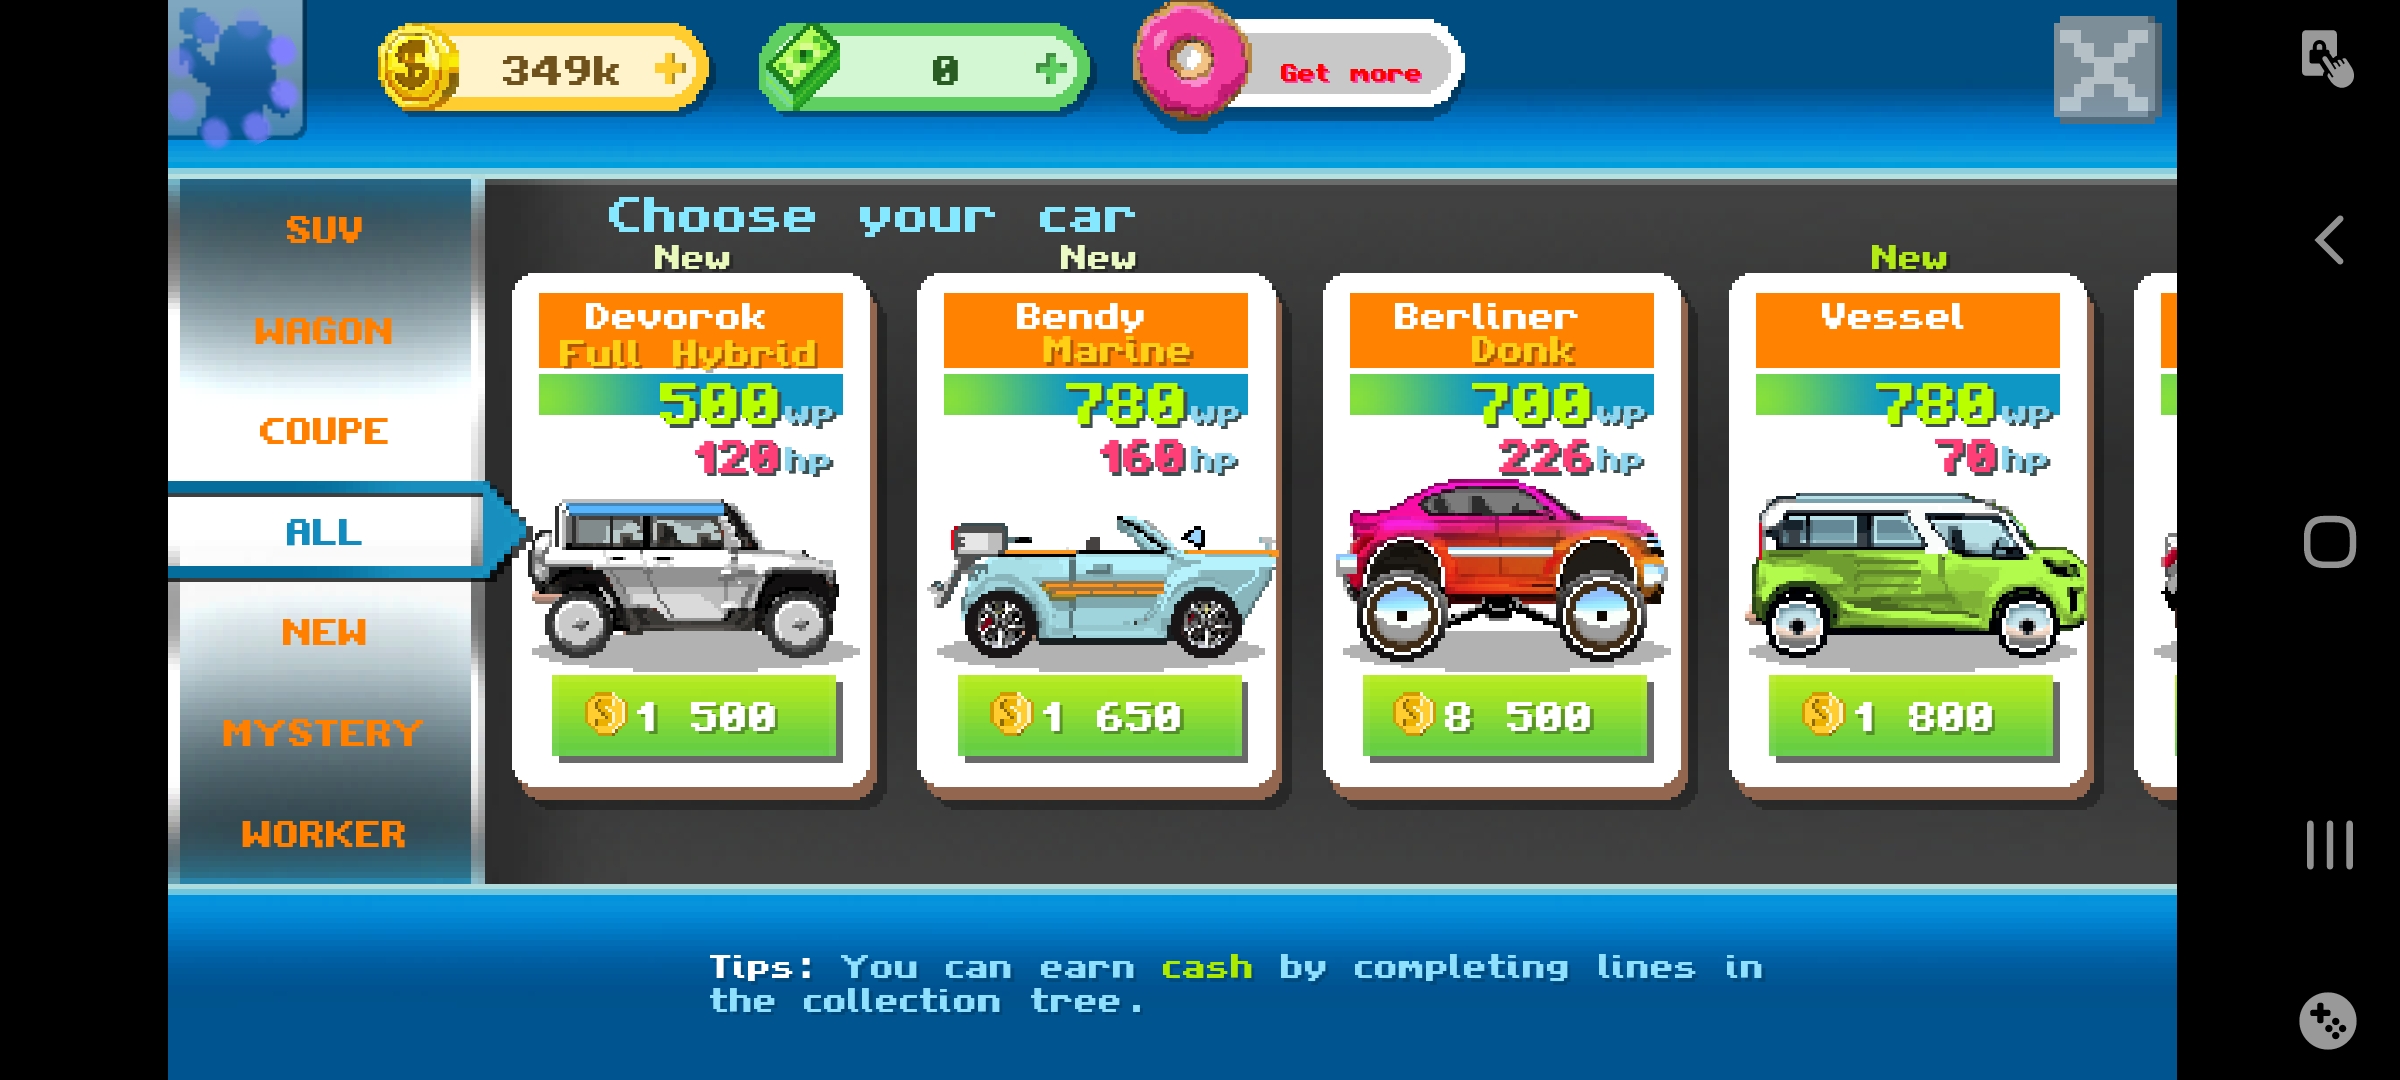 349k
0
Get more
SUV
WAGON
COUPE
ALL
NEW
MYSTERY
WORKER
Choose your car
New
Devorok
Full Hybrid
500wp
120hp
1 500
New
Bendy
Marine
780wp
160hp
1 650
Berliner
Donk
700wp
226hp
8 500
New
Vessel
780wp
70hp
1 800
Tips: You can earn cash by completing lines in
the collection tree.